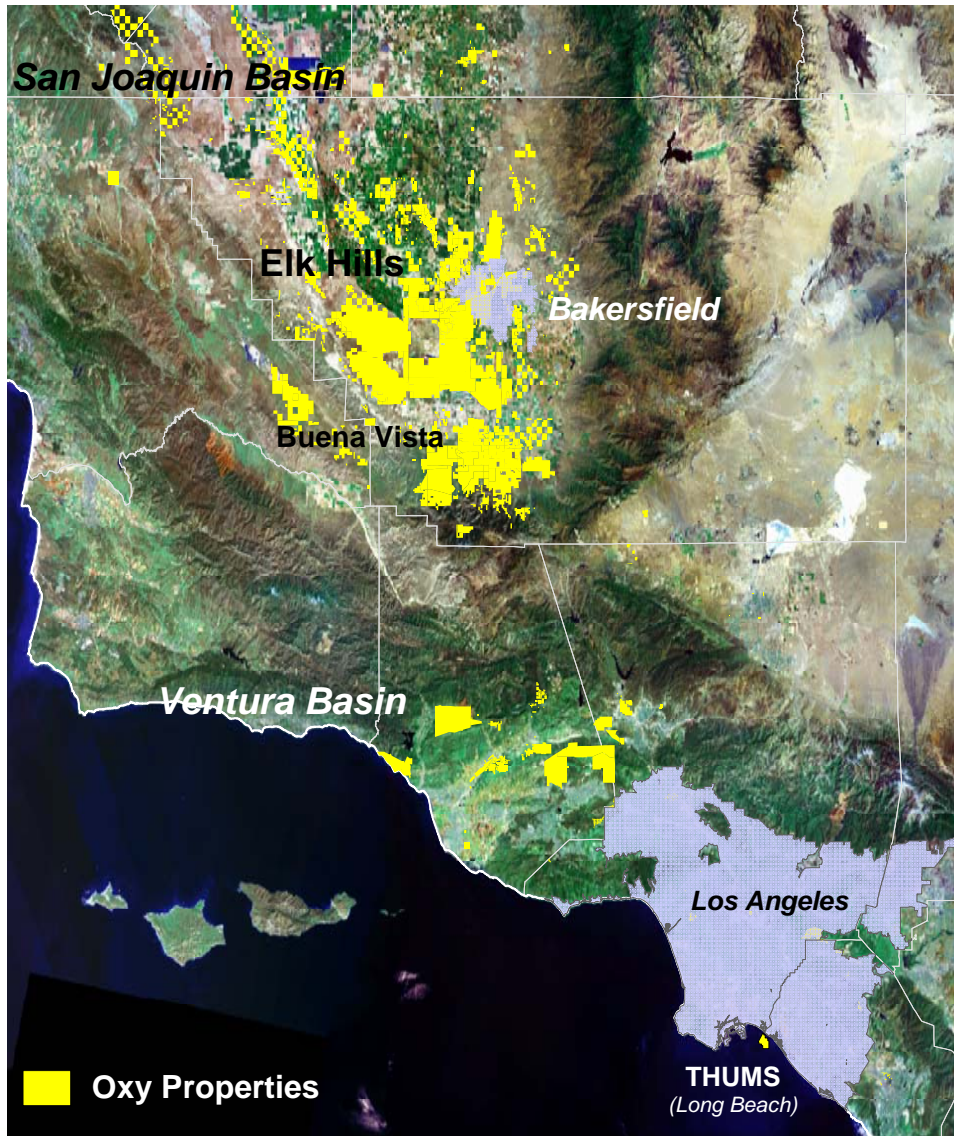 San Joaquin Basin
Elk Hills
Bakersfield
Buena Vista
Ventura Basin
Los Angeles
THUMS
(Long Beach)
Oxy Properties